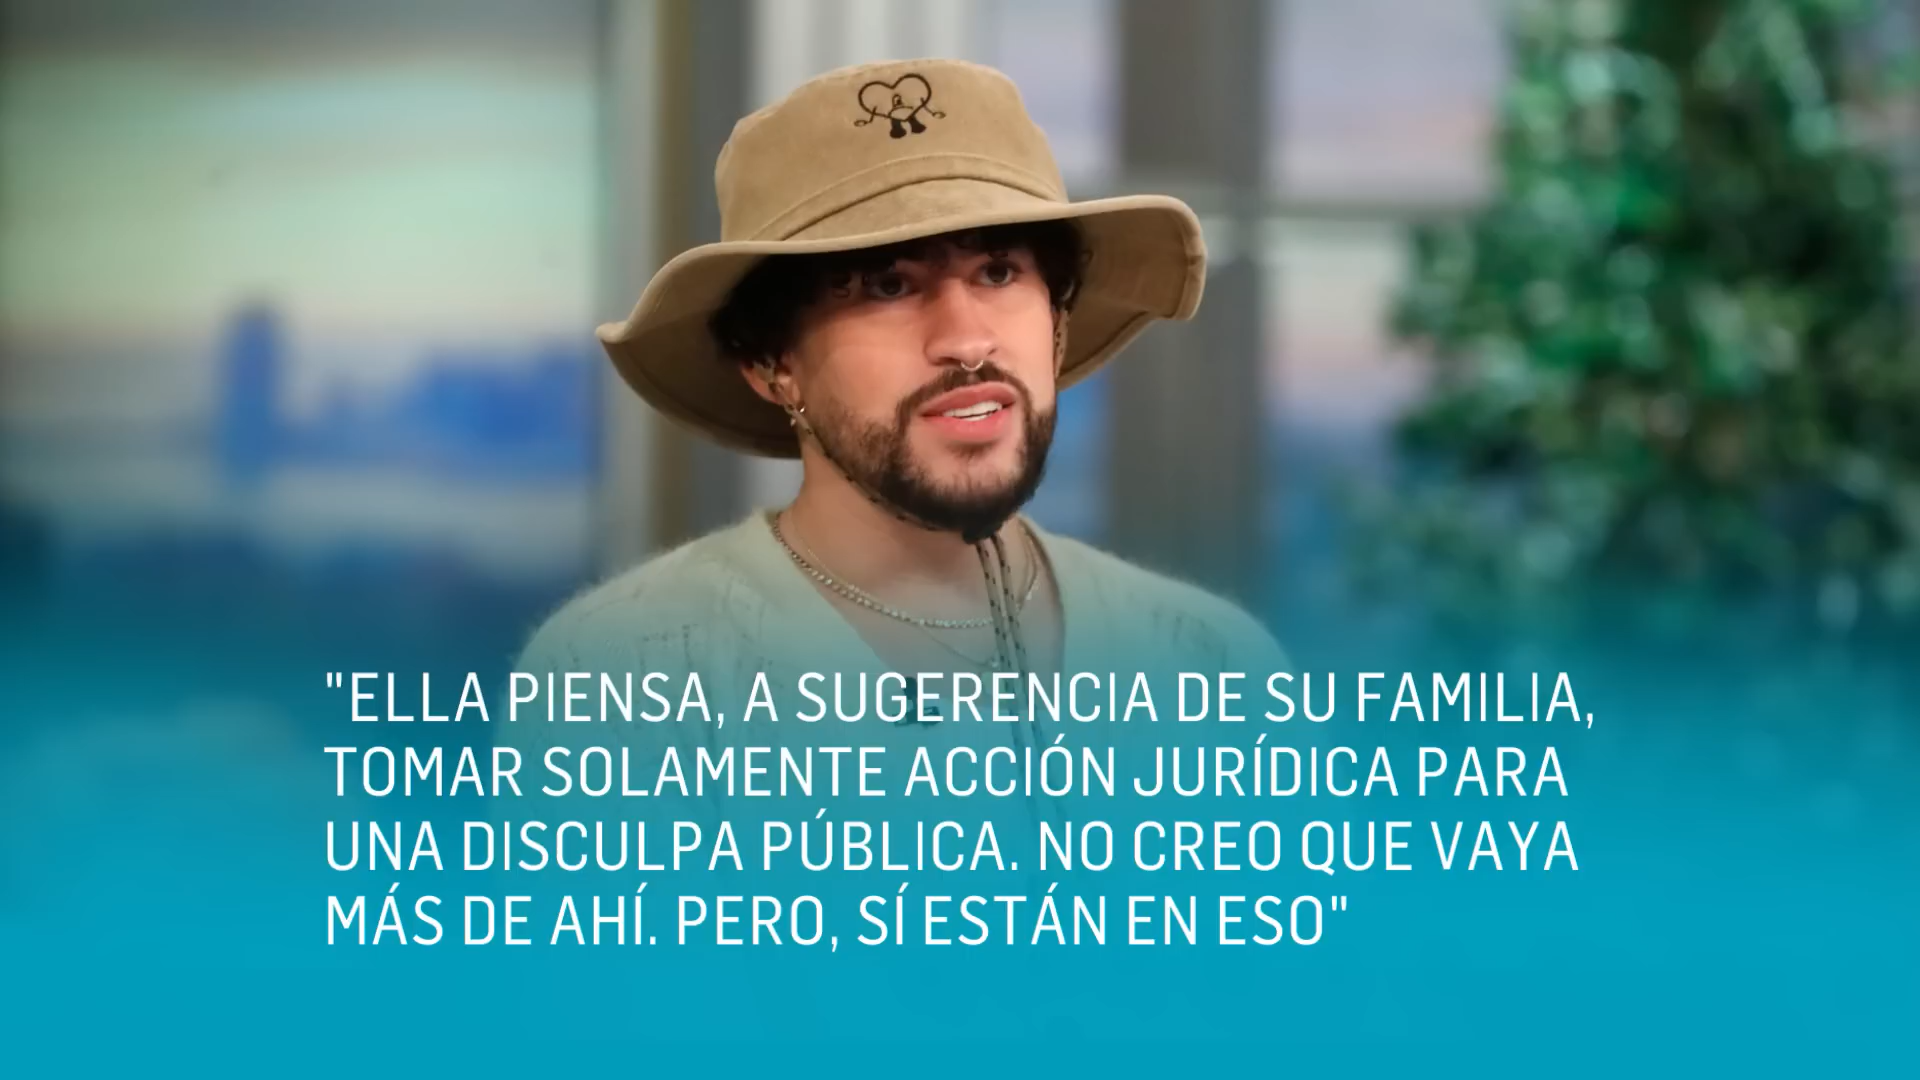 "ELLA PIENSA, A SUGERENCIA DE SU FAMILIA,
TOMAR SOLAMENTE ACCIÓN JURÍDICA PARA
UNA DISCULPA PÚBLICA. NO CREO QUE VAYA
MÁS DE AHÍ. PERO, SÍ ESTÁN EN ESO"